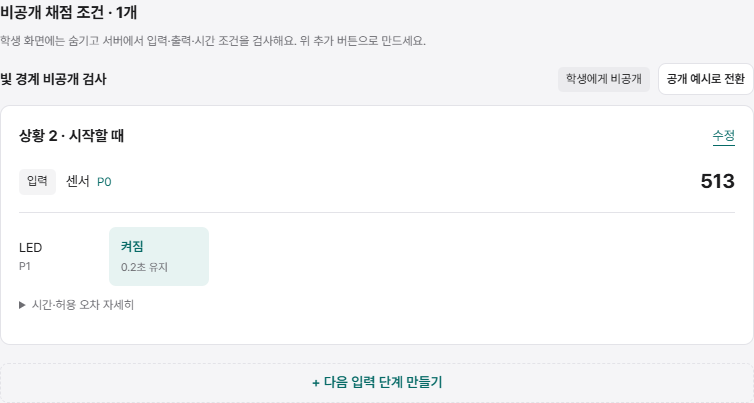 비공개 채점 조건 · 1개
학생 화면에는 숨기고 서버에서 입력·출력·시간 조건을 검사해요. 위 추가 버튼으로 만드세요.
빛 경계 비공개 검사
학생에게 비공개
공개 예시로 전환
상황 2 · 시작할 때
수정
입력 센서 P0 513
LED
P1
켜짐
0.2초 유지
▶ 시간·허용 오차 자세히
+ 다음 입력 단계 만들기